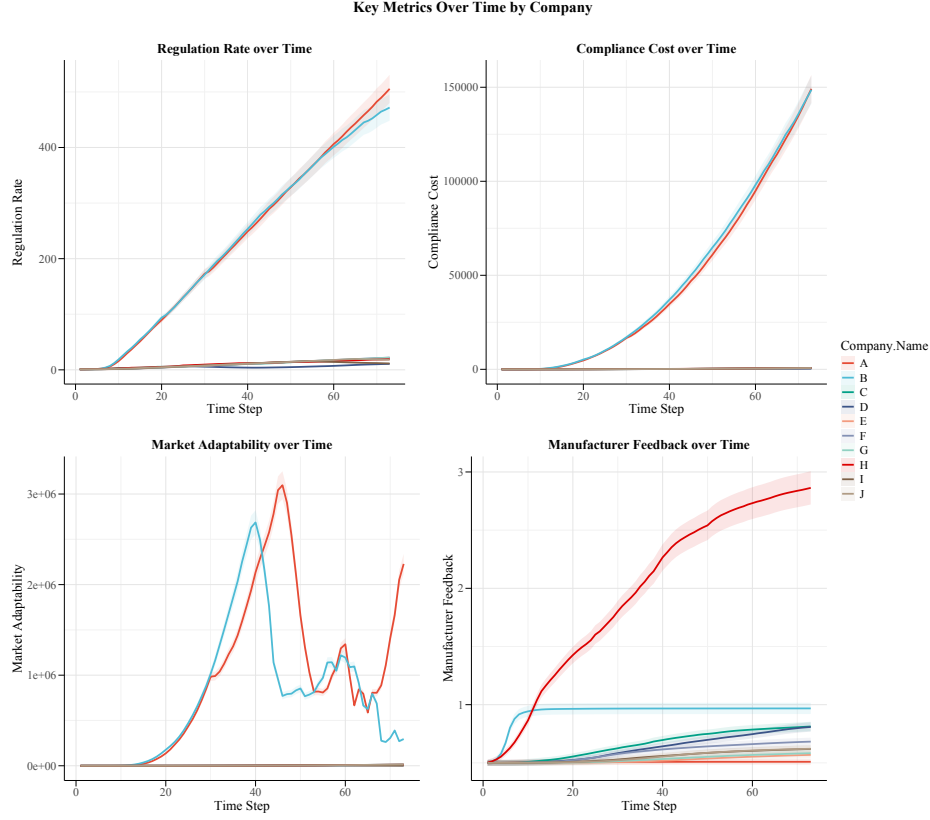 Key Metrics Over Time by Company
Regulation Rate over Time
Regulation Rate
400
200
0
0
20
40
60
Time Step
Compliance Cost over Time
Compliance Cost
150000
100000
50000
0
0
20
40
60
Time Step
Market Adaptability over Time
Market Adaptability
3e+06
2e+06
1e+06
0e+00
0
20
40
60
Time Step
Manufacturer Feedback over Time
Manufacturer Feedback
3
2
1
0
20
40
60
Time Step
Company.Name
A
B
C
D
E
F
G
H
I
J